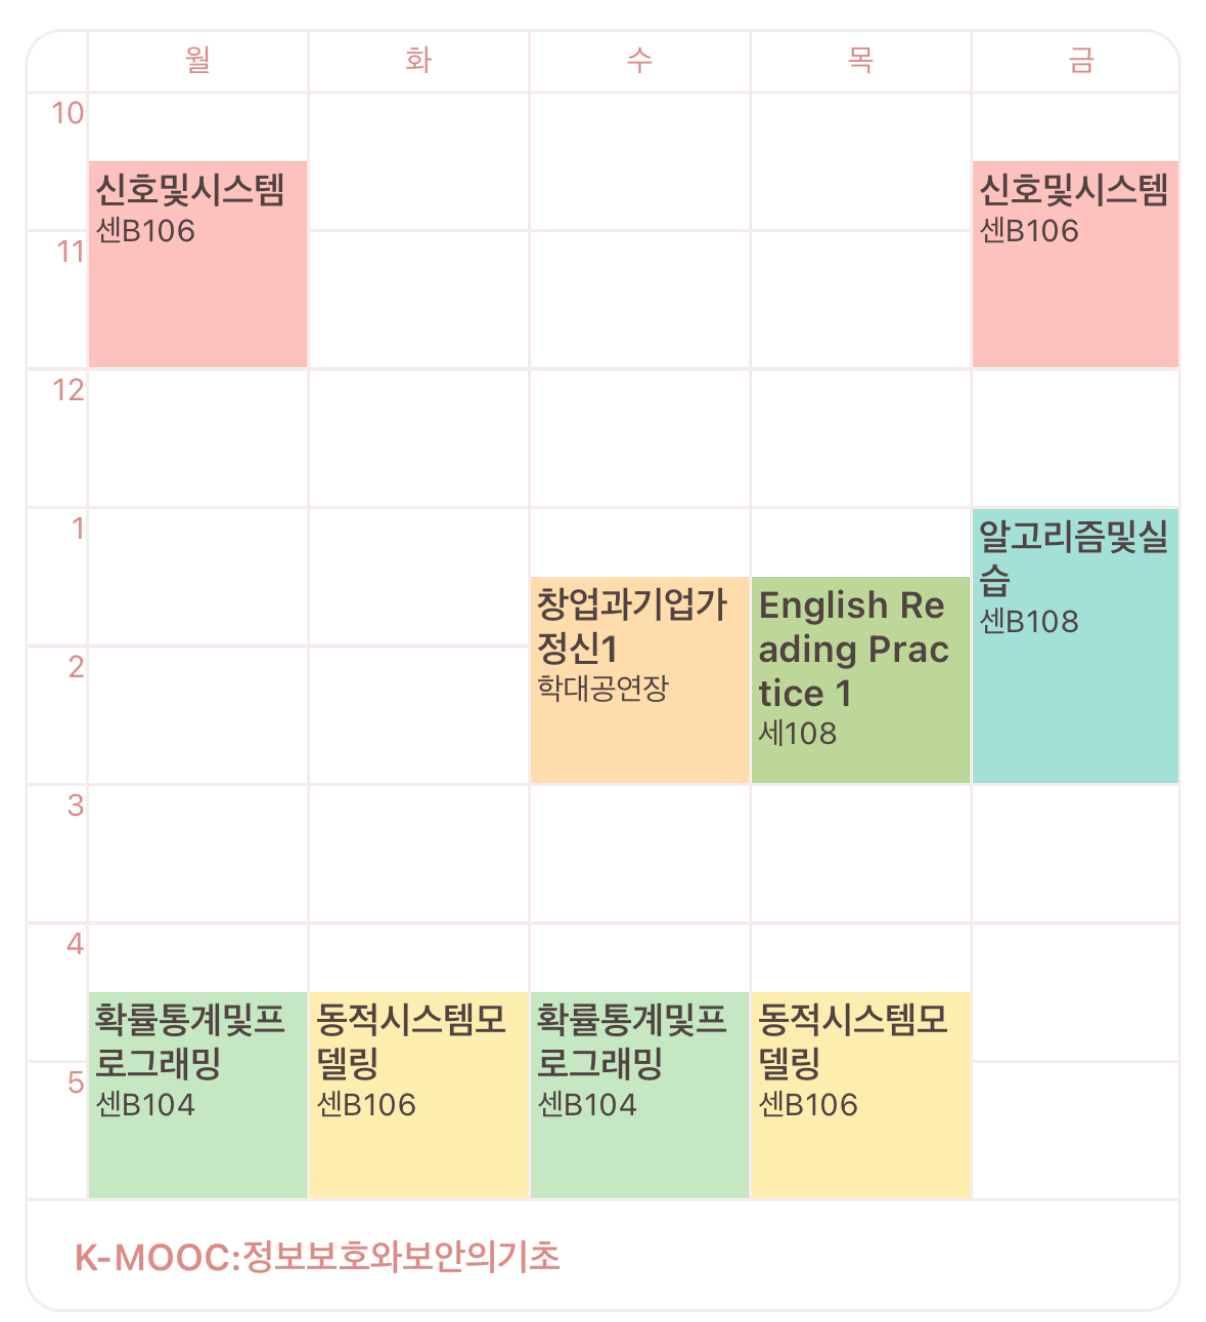 월 화 수 목 금
10
신호및시스템
센B106
신호및시스템
센B106
11
12
1
알고리즘및실
습
센B108
창업과기업가
정신1
학대공연장
English Re
ading Prac
tice 1
세108
2
3
4
확률통계및프
로그래밍
센B104
동적시스템모
델링
센B106
확률통계및프
로그래밍
센B104
동적시스템모
델링
센B106
5
K-MOOC:정보보호와보안의기초